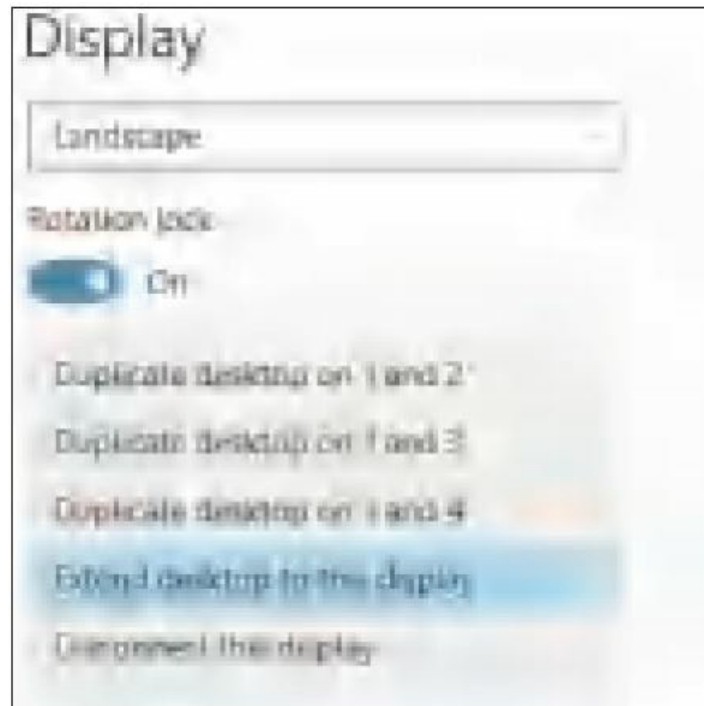 Display
Landscape
Rotation lock
On
Duplicate desktop on 1 and 2
Duplicate desktop on 1 and 3
Duplicate desktop on 1 and 4
Extend desktop to this display
Disconnect this display